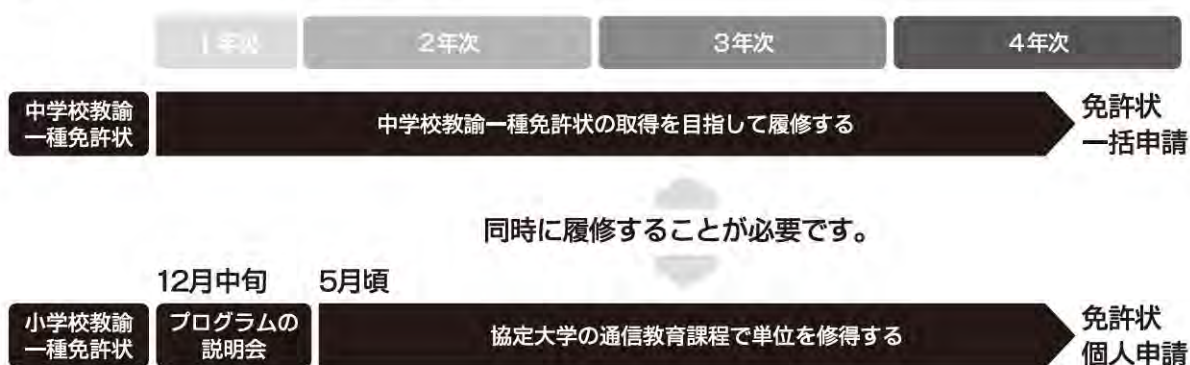 1年次
2年次
3年次
4年次
中学校教諭
一種免許状
中学校教諭一種免許状の取得を目指して履修する
免許状
一括申請
同時に履修することが必要です。
12月中旬
5月頃
小学校教諭
一種免許状
プログラムの
説明会
協定大学の通信教育課程で単位を修得する
免許状
個人申請